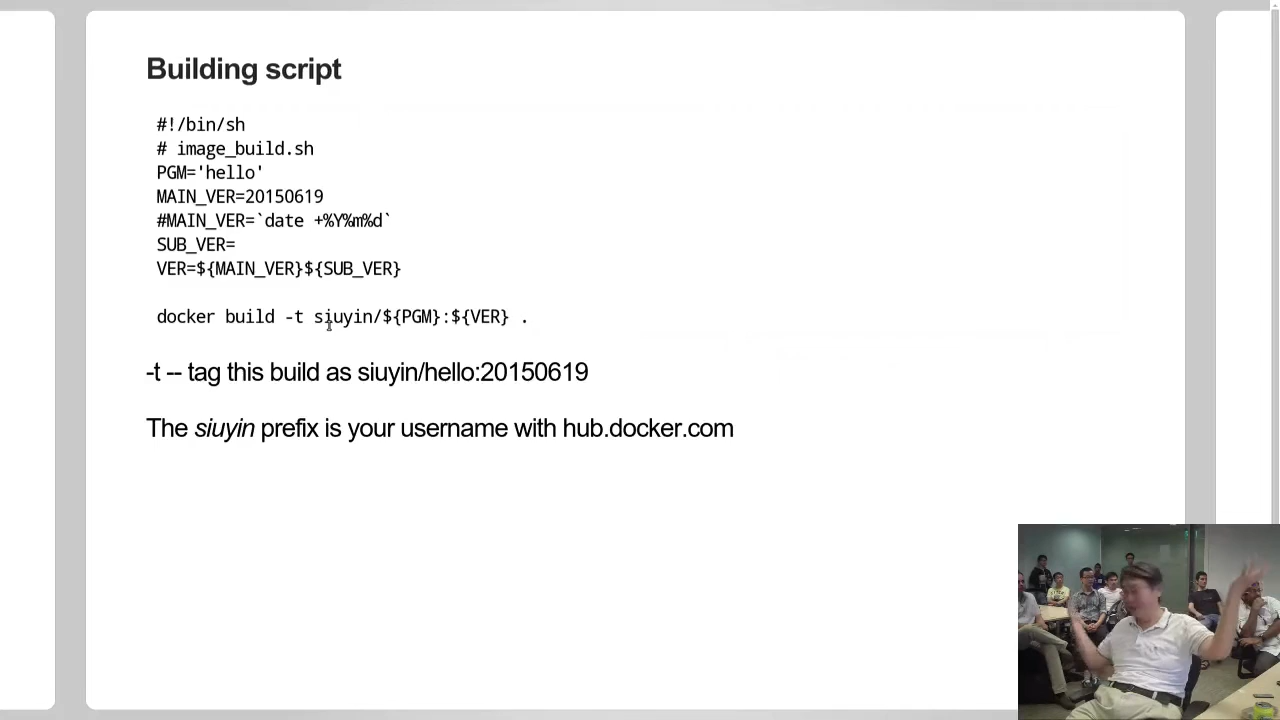 Building script
#!/bin/sh
# image_build.sh
PGM='hello'
MAIN_VER=20150619
#MAIN_VER=`date +%Y%m%d`
SUB_VER=
VER=${MAIN_VER}${SUB_VER}
docker build -t siuyin/${PGM}:${VER} .
-t -- tag this build as siuyin/hello:20150619
The siuyin prefix is your username with hub.docker.com